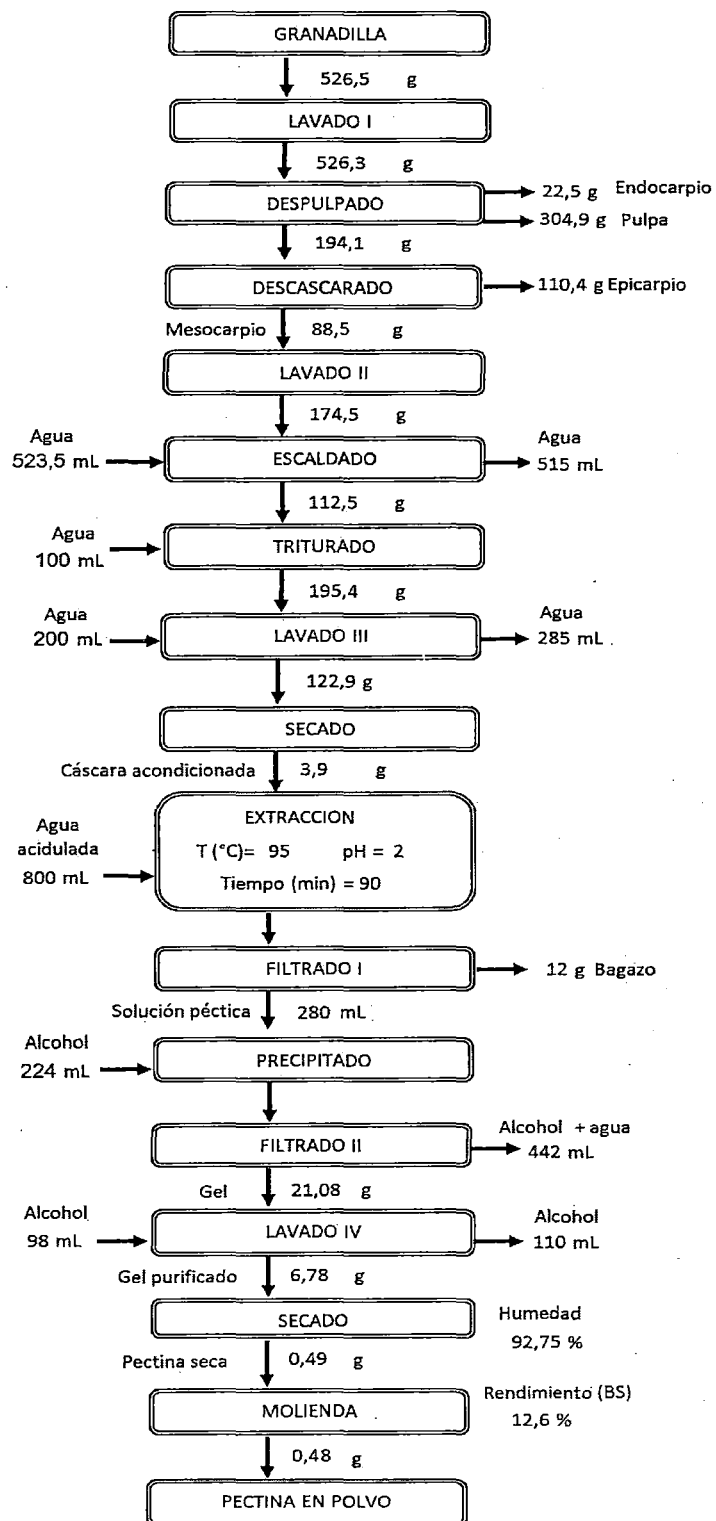 GRANADILLA
526,5 g
LAVADO I
526,3 g
DESPULPADO
22,5 g Endocarpio
304,9 g Pulpa
194,1 g
DESCASCARADO
110,4 g Epicarpio
Mesocarpio 88,5 g
LAVADO II
174,5 g
Agua
523,5 mL
ESCALDADO
Agua
515 mL
112,5 g
Agua
100 mL
TRITURADO
195,4 g
Agua
200 mL
LAVADO III
Agua
285 mL
122,9 g
SECADO
Cáscara acondicionada 3,9 g
Agua
acidulada
800 mL
EXTRACCION
T (°C)= 95 pH = 2
Tiempo (min) = 90
FILTRADO I
12 g Bagazo
Solución péctica 280 mL
Alcohol
224 mL
PRECIPITADO
FILTRADO II
Alcohol + agua
442 mL
Gel 21,08 g
Alcohol
98 mL
LAVADO IV
Alcohol
110 mL
Gel purificado 6,78 g
SECADO
Humedad
92,75 %
Pectina seca 0,49 g
MOLIENDA
Rendimiento (BS)
12,6 %
0,48 g
PECTINA EN POLVO